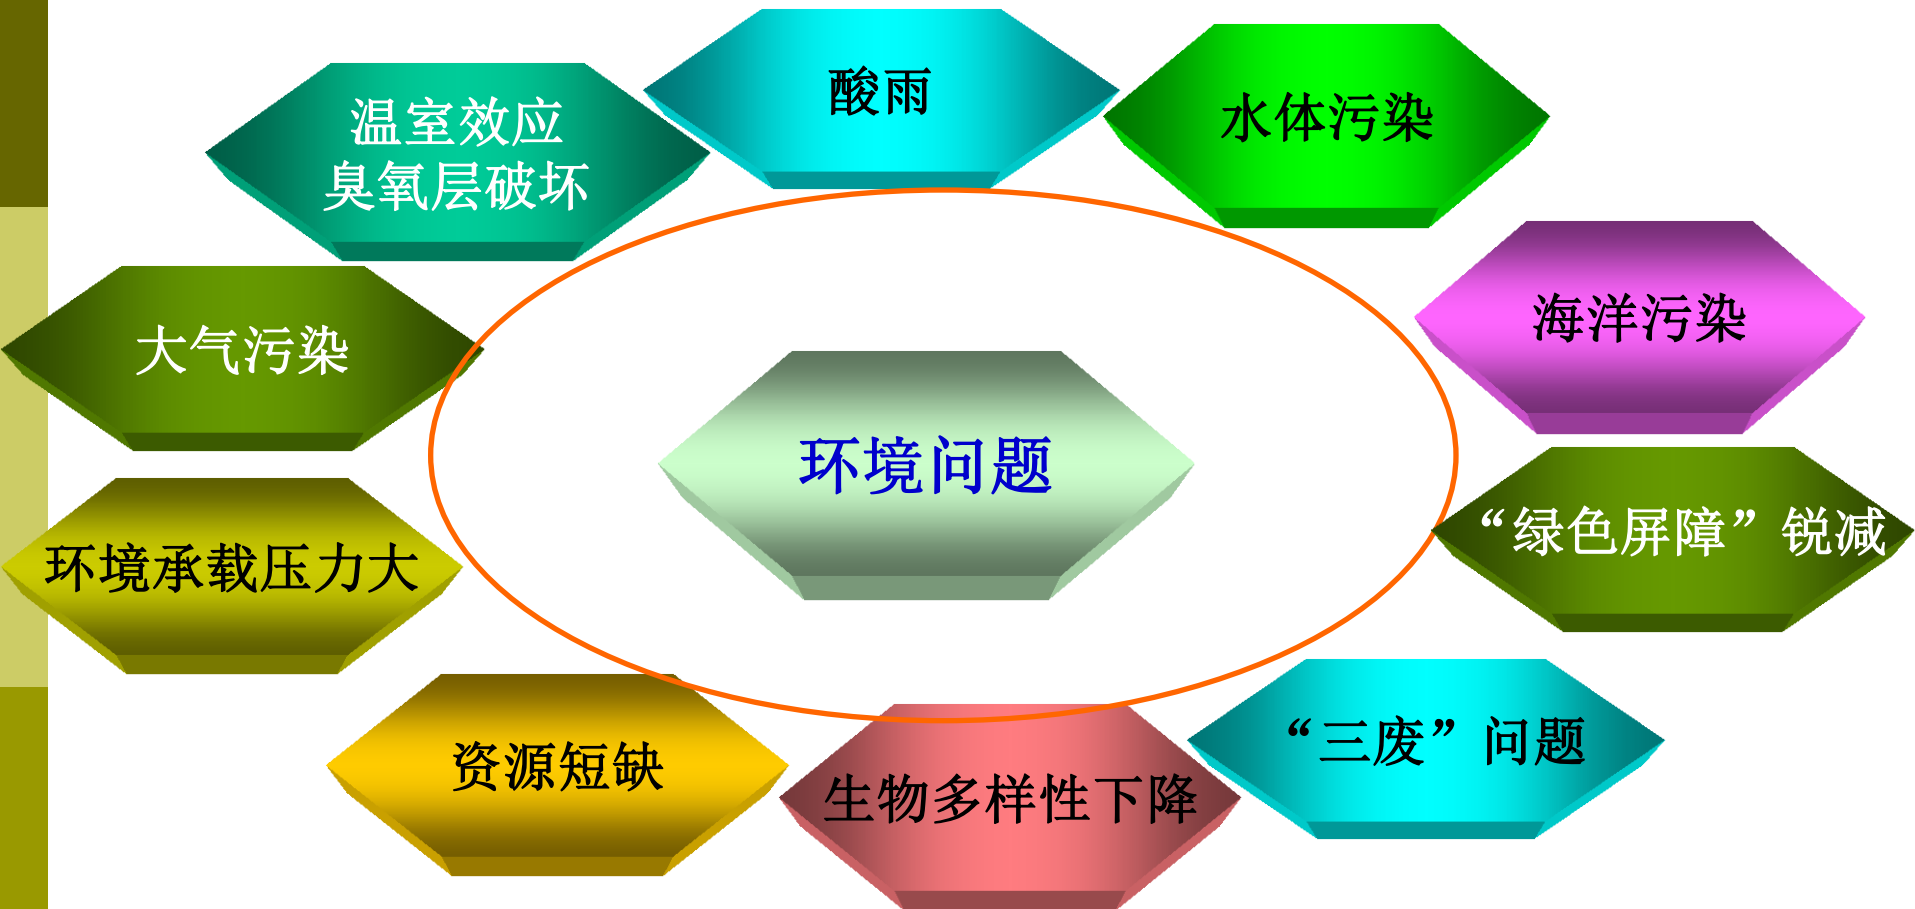 酸雨
水体污染
温室效应
臭氧层破坏
海洋污染
大气污染
环境问题
“绿色屏障”锐减
环境承载压力大
“三废”问题
资源短缺
生物多样性下降